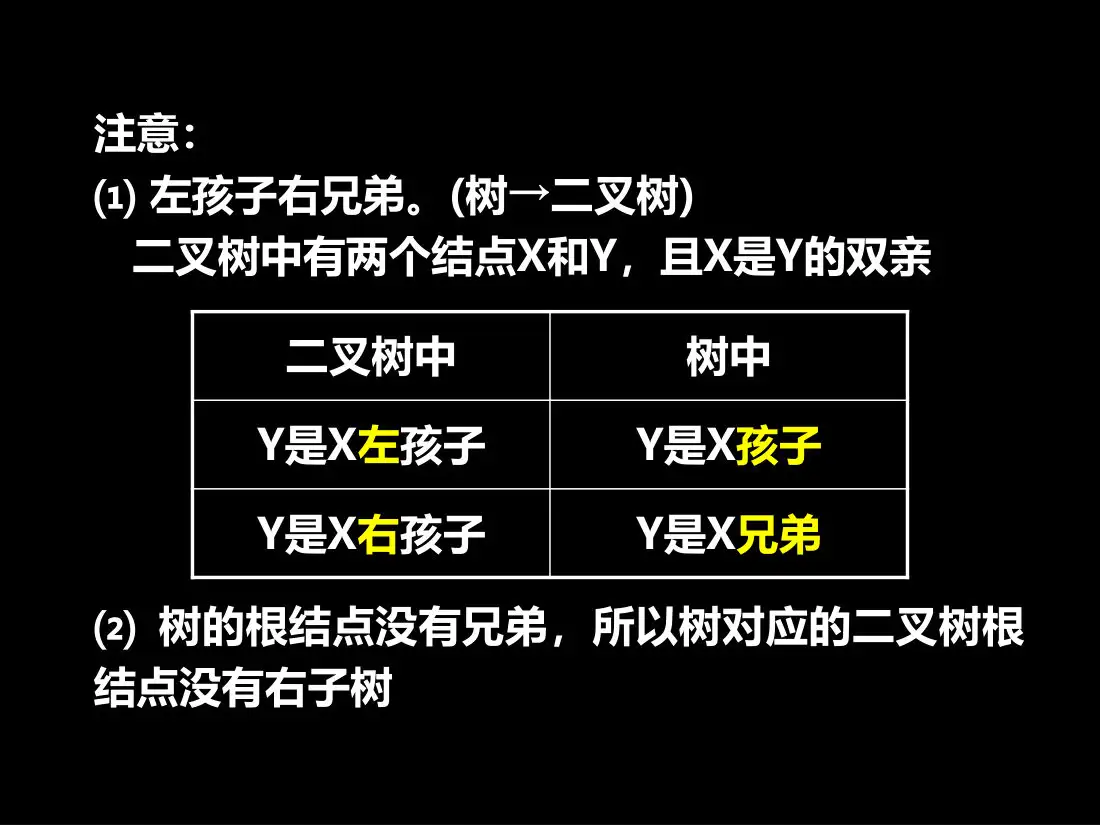 注意：
⑴ 左孩子右兄弟。(树→二叉树)
二叉树中有两个结点X和Y，且X是Y的双亲
二叉树中 树中
Y是X左孩子 Y是X孩子
Y是X右孩子 Y是X兄弟
⑵ 树的根结点没有兄弟，所以树对应的二叉树根
结点没有右子树